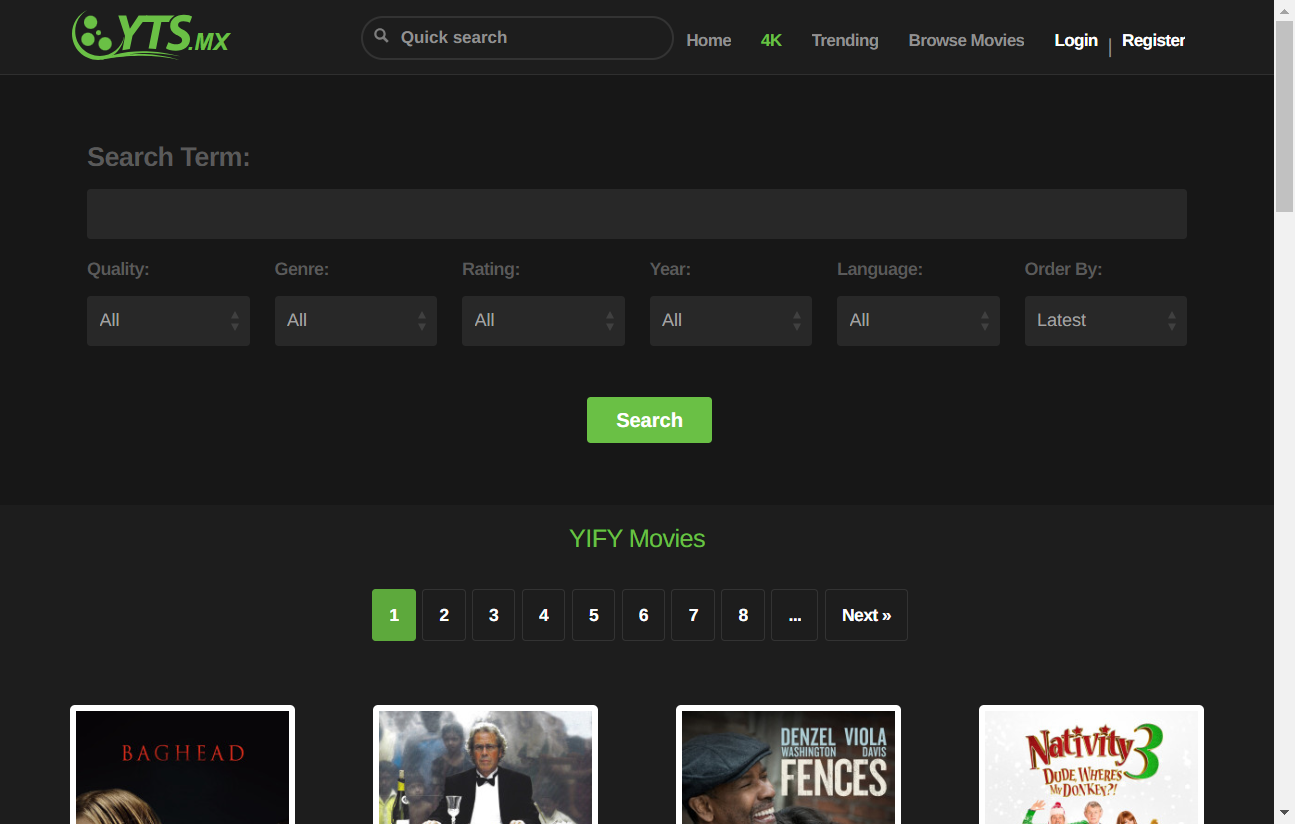 YTS.MX
Quick search
Home
4K
Trending
Browse Movies
Login | Register
Search Term:
Quality: Genre: Rating: Year: Language: Order By:
All All All All All Latest
Search
YIFY Movies
1 2 3 4 5 6 7 8 ... Next »
BAGHEAD
DENZEL VIOLA
WASHINGTON DAVIS
FENCES
Nativity 3
DUDE, WHERE'S
MY DONKEY?!